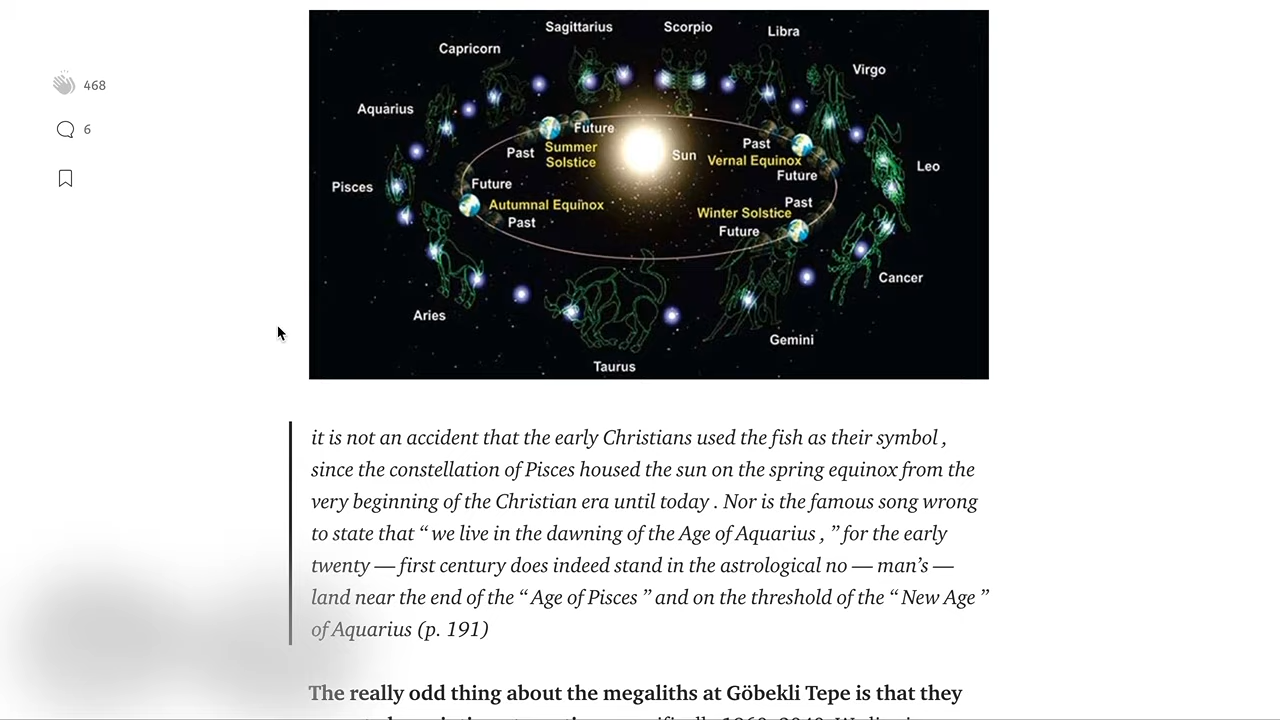 Sagittarius
Scorpio
Libra
Capricorn
Virgo
468
Aquarius
Future
6
Summer
Solstice
Past
Sun
Past
Vernal Equinox
Future
Leo
Pisces
Future
Autumnal Equinox
Past
Past
Winter Solstice
Future
Cancer
Aries
Gemini
Taurus
it is not an accident that the early Christians used the fish as their symbol ,
since the constellation of Pisces housed the sun on the spring equinox from the
very beginning of the Christian era until today . Nor is the famous song wrong
to state that “ we live in the dawning of the Age of Aquarius , ” for the early
twenty — first century does indeed stand in the astrological no — man’s —
land near the end of the “ Age of Pisces ” and on the threshold of the “ New Age ”
of Aquarius (p. 191)
The really odd thing about the megaliths at Göbekli Tepe is that they